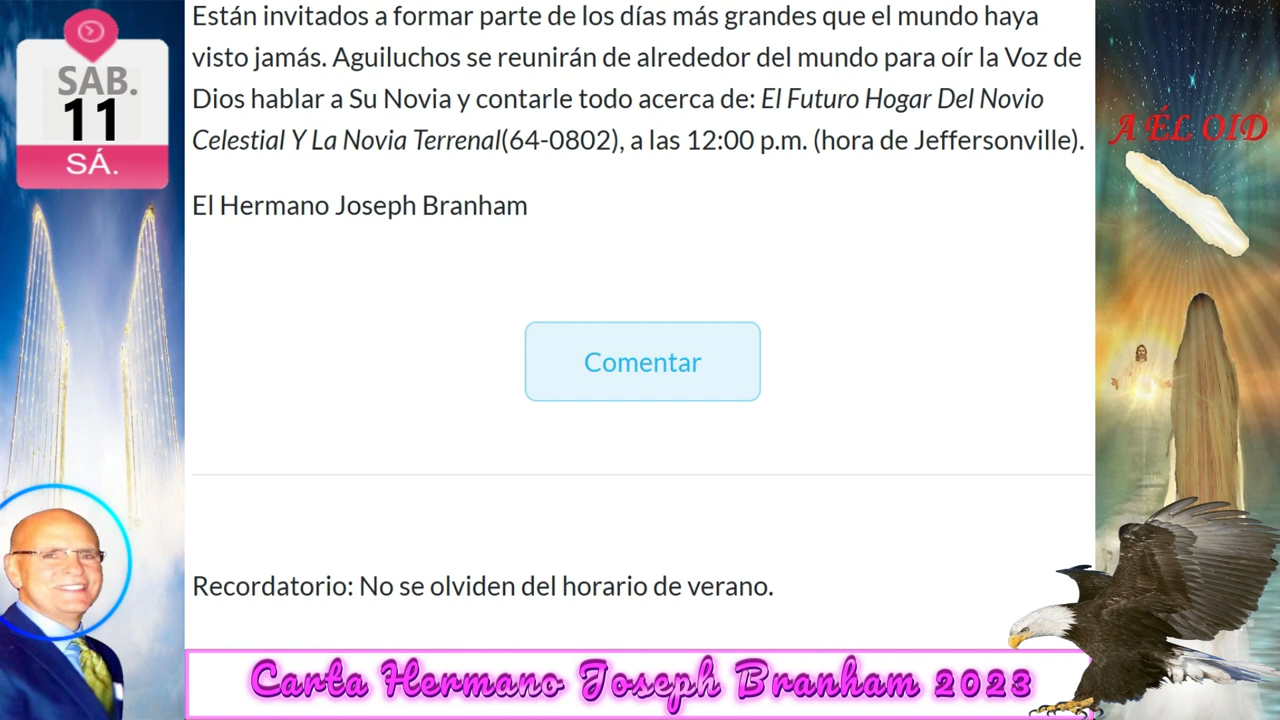 SAB.
11
SÁ.
Están invitados a formar parte de los días más grandes que el mundo haya
visto jamás. Aguiluchos se reunirán de alrededor del mundo para oír la Voz de
Dios hablar a Su Novia y contarle todo acerca de: El Futuro Hogar Del Novio
Celestial Y La Novia Terrenal(64-0802), a las 12:00 p.m. (hora de Jeffersonville).
El Hermano Joseph Branham
Comentar
Recordatorio: No se olviden del horario de verano.
Carta Hermano Joseph Branham 2023
A ÉL OID